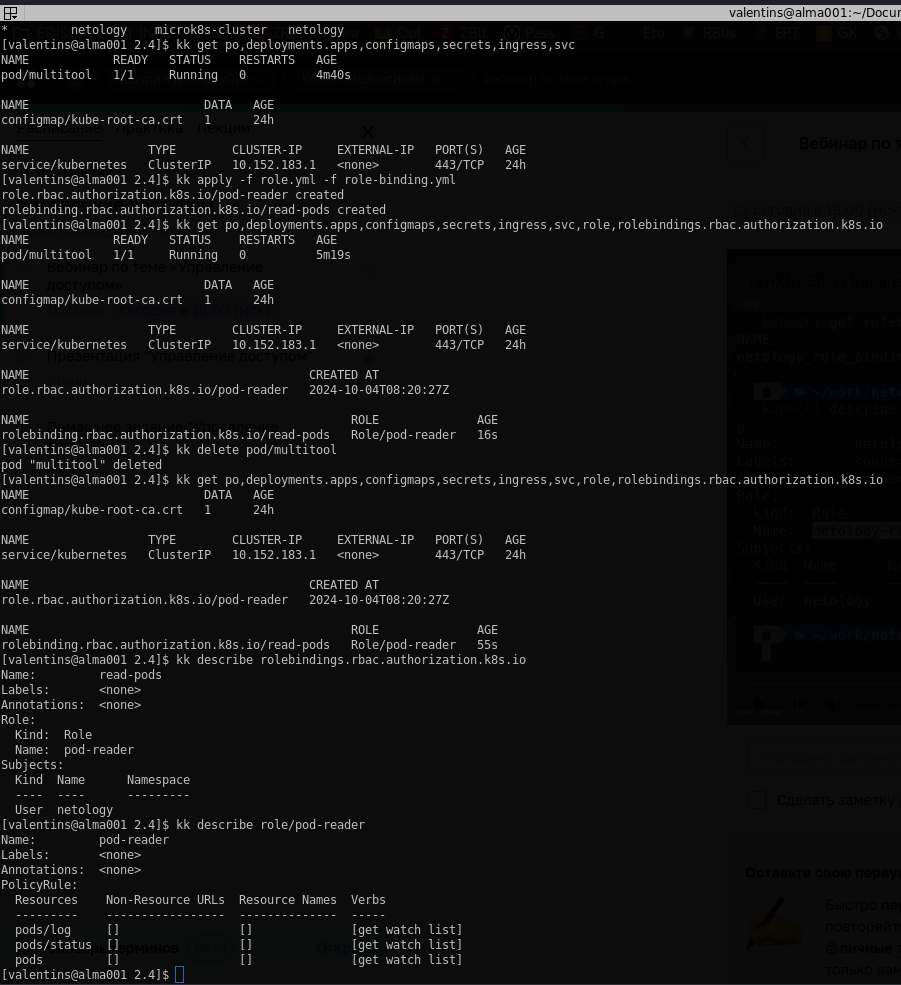 valentins@alma001:~/Docu
*         netology    microk8s-cluster   netology
[valentins@alma001 2.4]$ kk get po,deployments.apps,configmaps,secrets,ingress,svc
NAME            READY   STATUS    RESTARTS   AGE
pod/multitool   1/1     Running   0          4m40s
NAME                         DATA   AGE
configmap/kube-root-ca.crt   1      24h
NAME                 TYPE        CLUSTER-IP     EXTERNAL-IP   PORT(S)   AGE
service/kubernetes   ClusterIP   10.152.183.1   <none>        443/TCP   24h
[valentins@alma001 2.4]$ kk apply -f role.yml -f role-binding.yml
role.rbac.authorization.k8s.io/pod-reader created
rolebinding.rbac.authorization.k8s.io/read-pods created
[valentins@alma001 2.4]$ kk get po,deployments.apps,configmaps,secrets,ingress,svc,role,rolebindings.rbac.authorization.k8s.io
NAME            READY   STATUS    RESTARTS   AGE
pod/multitool   1/1     Running   0          5m19s
NAME                         DATA   AGE
configmap/kube-root-ca.crt   1      24h
NAME                 TYPE        CLUSTER-IP     EXTERNAL-IP   PORT(S)   AGE
service/kubernetes   ClusterIP   10.152.183.1   <none>        443/TCP   24h
NAME                                        CREATED AT
role.rbac.authorization.k8s.io/pod-reader   2024-10-04T08:20:27Z
NAME                                              ROLE              AGE
rolebinding.rbac.authorization.k8s.io/read-pods   Role/pod-reader   16s
[valentins@alma001 2.4]$ kk delete pod/multitool
pod "multitool" deleted
[valentins@alma001 2.4]$ kk get po,deployments.apps,configmaps,secrets,ingress,svc,role,rolebindings.rbac.authorization.k8s.io
NAME                         DATA   AGE
configmap/kube-root-ca.crt   1      24h
NAME                 TYPE        CLUSTER-IP     EXTERNAL-IP   PORT(S)   AGE
service/kubernetes   ClusterIP   10.152.183.1   <none>        443/TCP   24h
NAME                                        CREATED AT
role.rbac.authorization.k8s.io/pod-reader   2024-10-04T08:20:27Z
NAME                                              ROLE              AGE
rolebinding.rbac.authorization.k8s.io/read-pods   Role/pod-reader   55s
[valentins@alma001 2.4]$ kk describe rolebindings.rbac.authorization.k8s.io
Name:         read-pods
Labels:       <none>
Annotations:  <none>
Role:
  Kind:  Role
  Name:  pod-reader
Subjects:
  Kind  Name      Namespace
  ----  ----      ---------
  User  netology
[valentins@alma001 2.4]$ kk describe role/pod-reader
Name:         pod-reader
Labels:       <none>
Annotations:  <none>
PolicyRule:
  Resources    Non-Resource URLs  Resource Names  Verbs
  ---------    -----------------  --------------  -----
  pods/log     []                 []              [get watch list]
  pods/status  []                 []              [get watch list]
  pods         []                 []              [get watch list]
[valentins@alma001 2.4]$